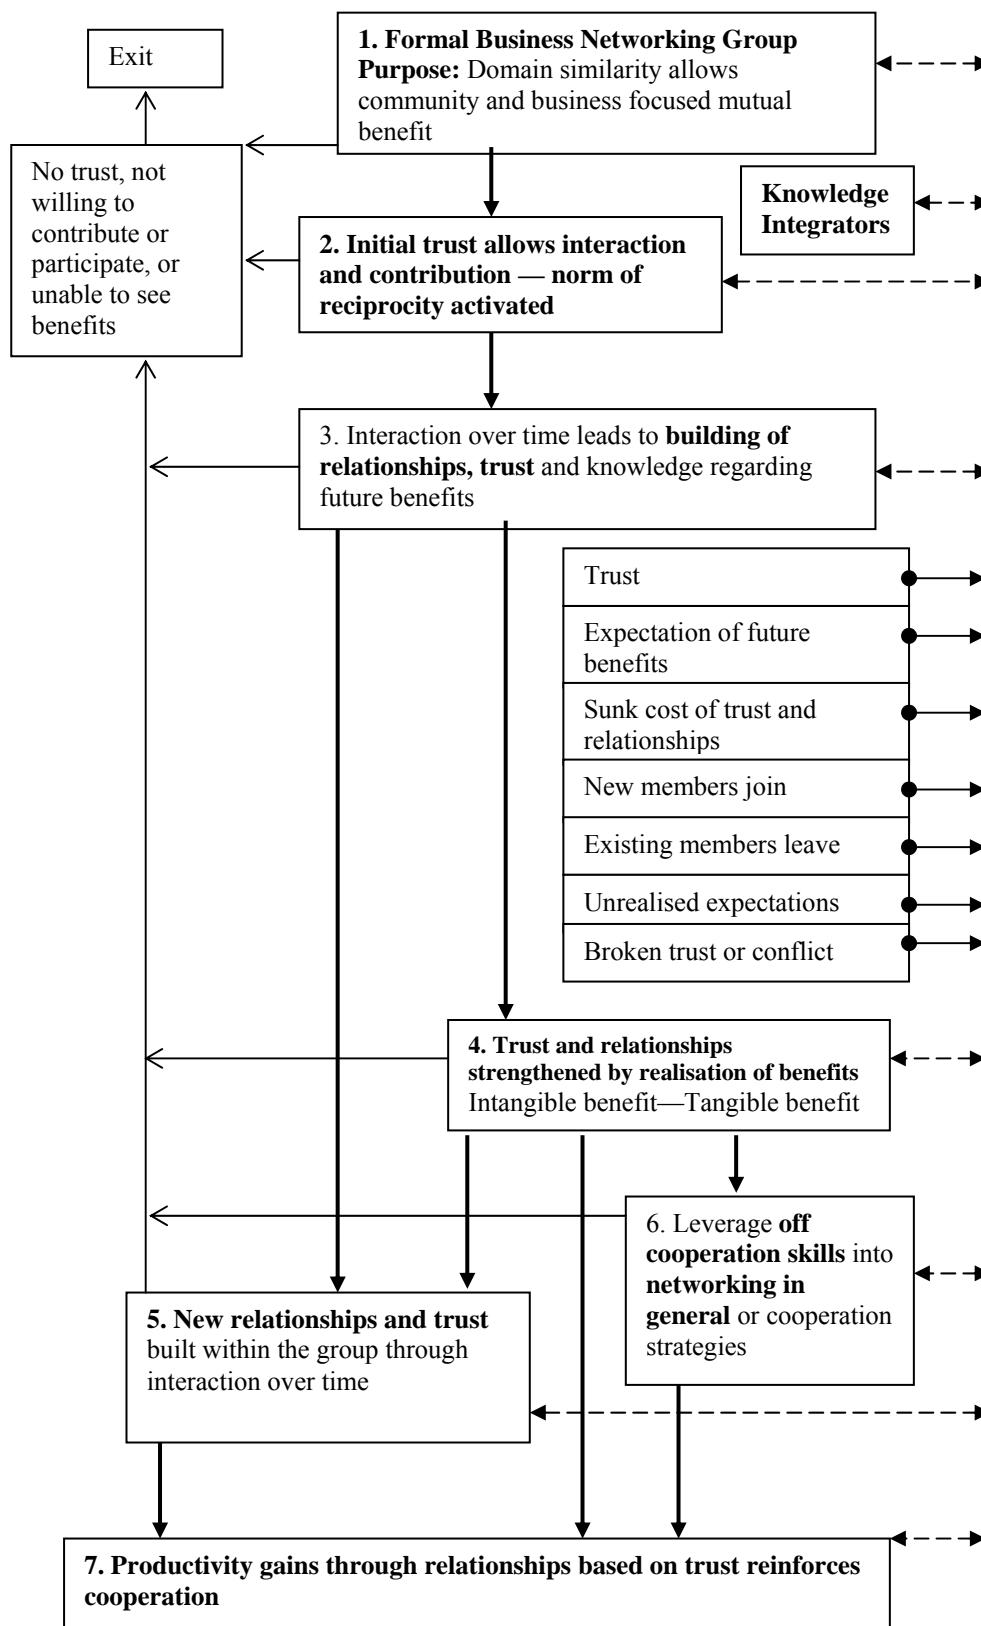 Exit
1. Formal Business Networking Group
Purpose: Domain similarity allows
community and business focused mutual
benefit
No trust, not
willing to
contribute or
participate, or
unable to see
benefits
Knowledge
Integrators
2. Initial trust allows interaction
and contribution — norm of
reciprocity activated
3. Interaction over time leads to building of
relationships, trust and knowledge regarding
future benefits
Trust
Expectation of future
benefits
Sunk cost of trust and
relationships
New members join
Existing members leave
Unrealised expectations
Broken trust or conflict
4. Trust and relationships
strengthened by realisation of benefits
Intangible benefit—Tangible benefit
6. Leverage off
cooperation skills into
networking in
general or cooperation
strategies
5. New relationships and trust
built within the group through
interaction over time
7. Productivity gains through relationships based on trust reinforces
cooperation